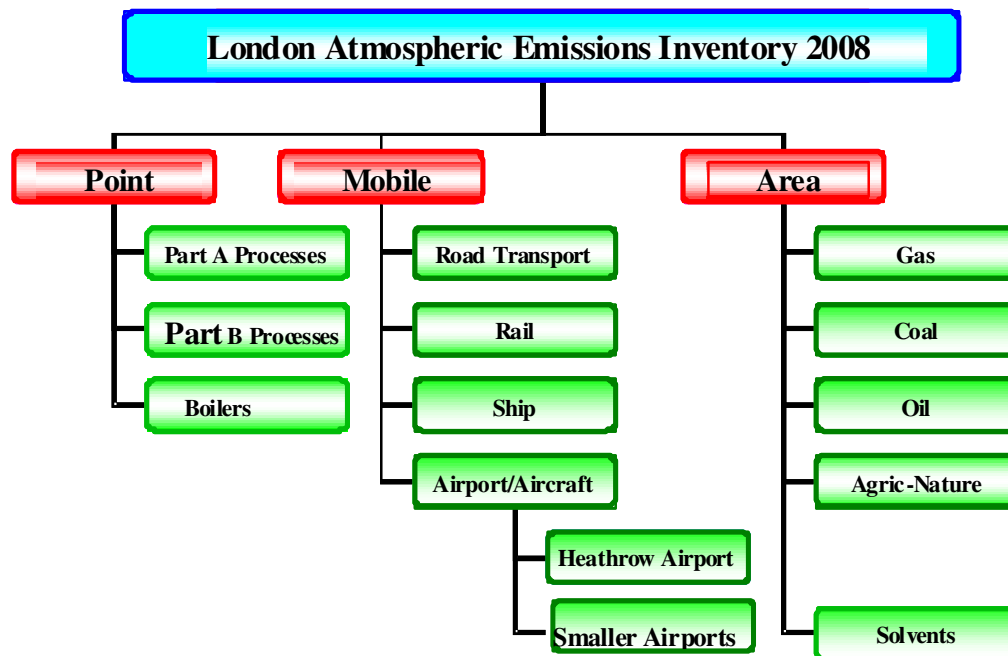 London Atmospheric Emissions Inventory 2008
Point
Mobile
Area
Part A Processes
Part B Processes
Boilers
Road Transport
Rail
Ship
Airport/Aircraft
Heathrow Airport
Smaller Airports
Gas
Coal
Oil
Agric-Nature
Solvents